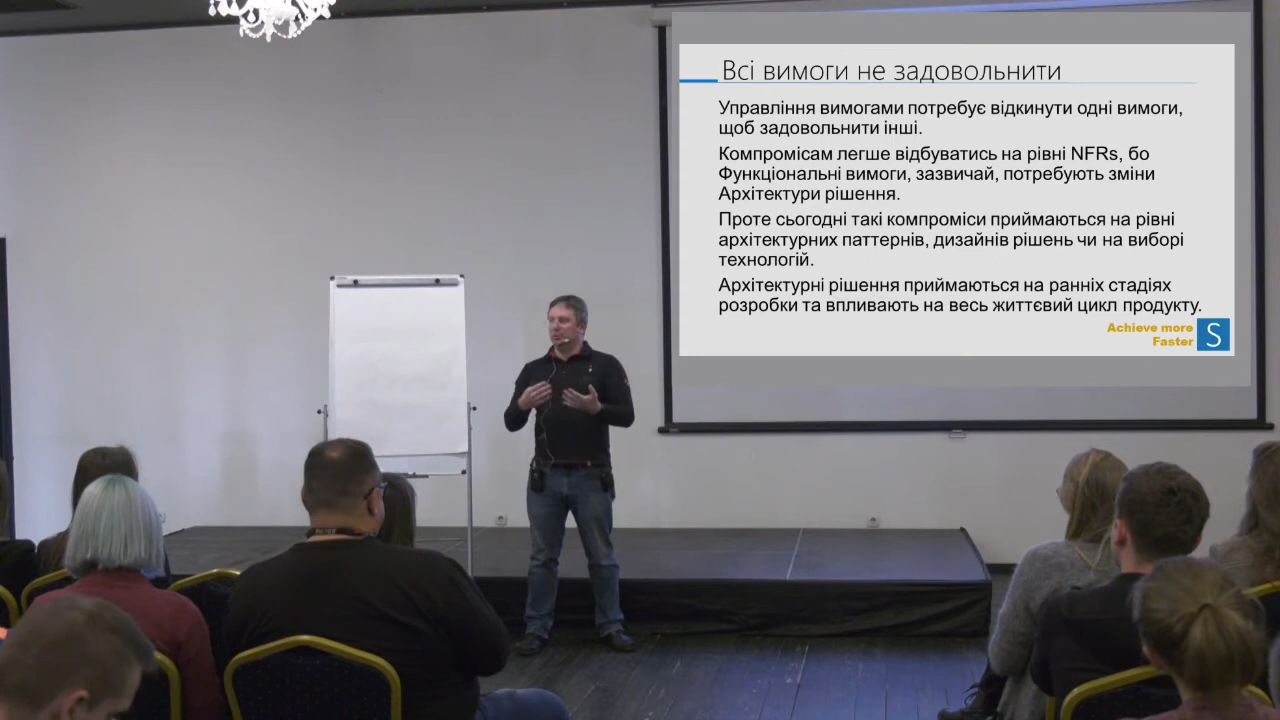 Всі вимоги не задовольнити
Управління вимогами потребує відкинути одні вимоги,
щоб задовольнити інші.
Компромісам легше відбуватись на рівні NFRs, бо
Функціональні вимоги, зазвичай, потребують зміни
Архітектури рішення.
Проте сьогодні такі компроміси приймаються на рівні
архітектурних паттернів, дизайнів рішень чи на виборі
технологій.
Архітектурні рішення приймаються на ранніх стадіях
розробки та впливають на весь життєвий цикл продукту.
Achieve more
Faster
S